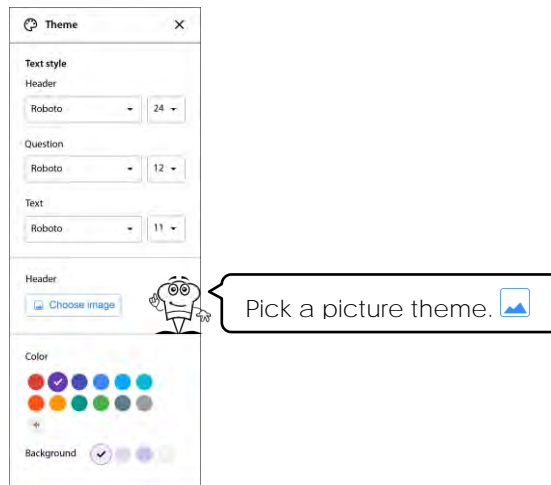 Theme
Text style
Header
Roboto 24
Question
Roboto 12
Text
Roboto 11
Header
Choose image
Pick a picture theme.
Color
Background